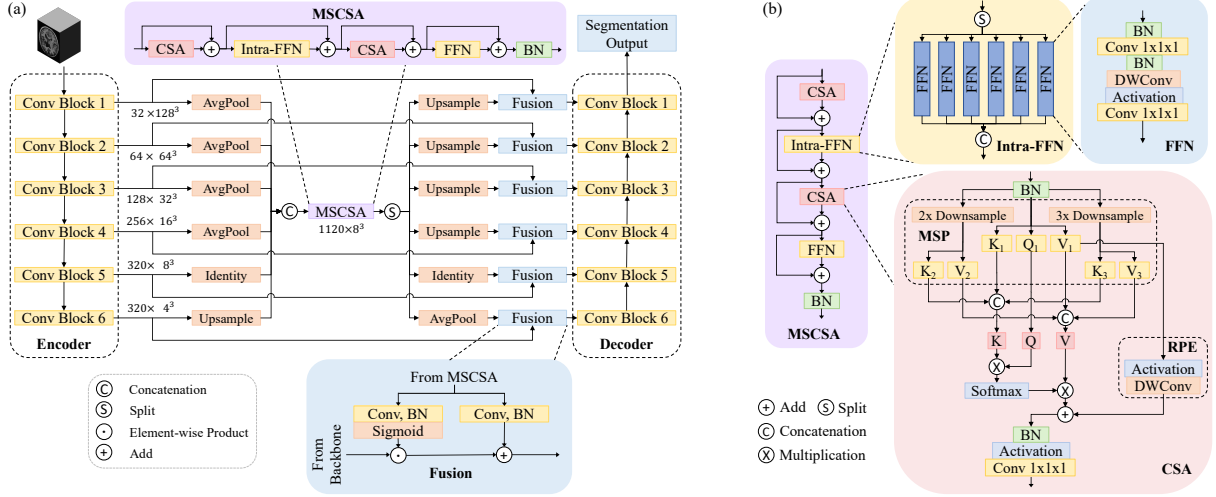 (a)
MSCSA
CSA
+
Intra-FFN
+
CSA
+
FFN
+
BN
Segmentation
Output
Conv Block 1
32 ×128³
AvgPool
Upsample
Fusion
Conv Block 1
Conv Block 2
64 × 64³
AvgPool
Upsample
Fusion
Conv Block 2
Conv Block 3
128× 32³
AvgPool
Upsample
Fusion
Conv Block 3
C
MSCSA
1120×8³
S
Conv Block 4
256× 16³
AvgPool
Upsample
Fusion
Conv Block 4
Conv Block 5
320× 8³
Identity
Identity
Fusion
Conv Block 5
Conv Block 6
320× 4³
Upsample
AvgPool
Fusion
Conv Block 6
Encoder
Decoder
C Concatenation
S Split
· Element-wise Product
+ Add
From MSCSA
Conv, BN
Sigmoid
Conv, BN
From
Backbone
·
+
Fusion
(b)
CSA
+
Intra-FFN
+
CSA
+
FFN
+
BN
MSCSA
S
FFN
FFN
FFN
FFN
FFN
FFN
C
Intra-FFN
BN
Conv 1x1x1
BN
DWConv
Activation
Conv 1x1x1
FFN
BN
2x Downsample
3x Downsample
MSP
K₁
Q₁
V₁
K₂
V₂
K₃
V₃
C
C
K
Q
V
RPE
Activation
DWConv
X
Softmax
X
+
BN
Activation
Conv 1x1x1
CSA
+ Add
S Split
C Concatenation
X Multiplication